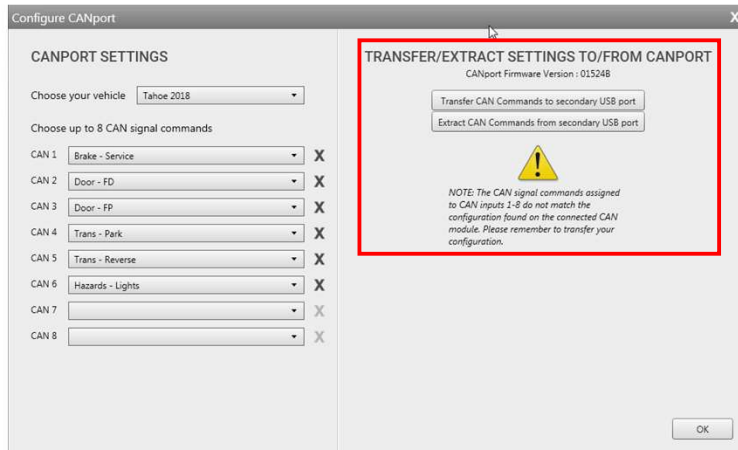 Configure CANport
X
CANPORT SETTINGS
Choose your vehicle Tahoe 2018
Choose up to 8 CAN signal commands
CAN 1 Brake - Service X
CAN 2 Door - FD X
CAN 3 Door - FP X
CAN 4 Trans - Park X
CAN 5 Trans - Reverse X
CAN 6 Hazards - Lights X
CAN 7 X
CAN 8 X
TRANSFER/EXTRACT SETTINGS TO/FROM CANPORT
CANport Firmware Version : 01524B
Transfer CAN Commands to secondary USB port
Extract CAN Commands from secondary USB port
!
NOTE: The CAN signal commands assigned
to CAN inputs 1-8 do not match the
configuration found on the connected CAN
module. Please remember to transfer your
configuration.
OK